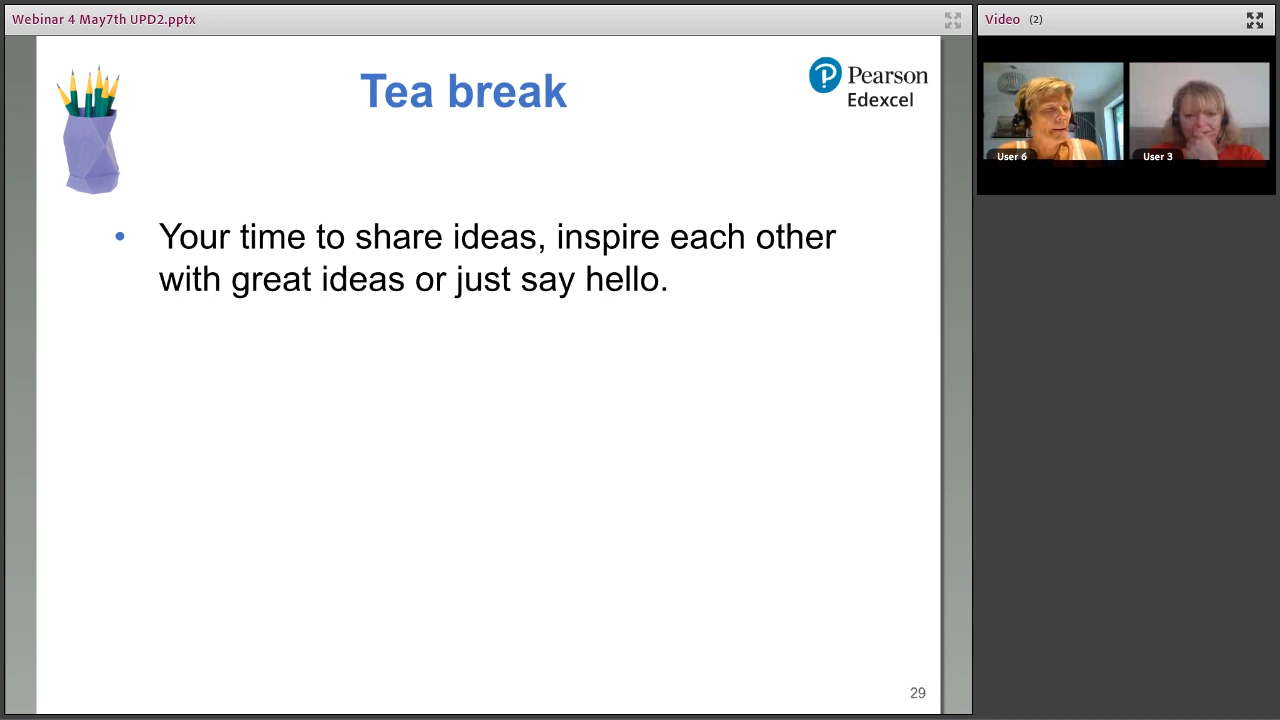 Webinar 4 May7th UPD2.pptx
Video (2)
Tea break
Pearson
Edexcel
User 6
User 3
• Your time to share ideas, inspire each other
with great ideas or just say hello.
29